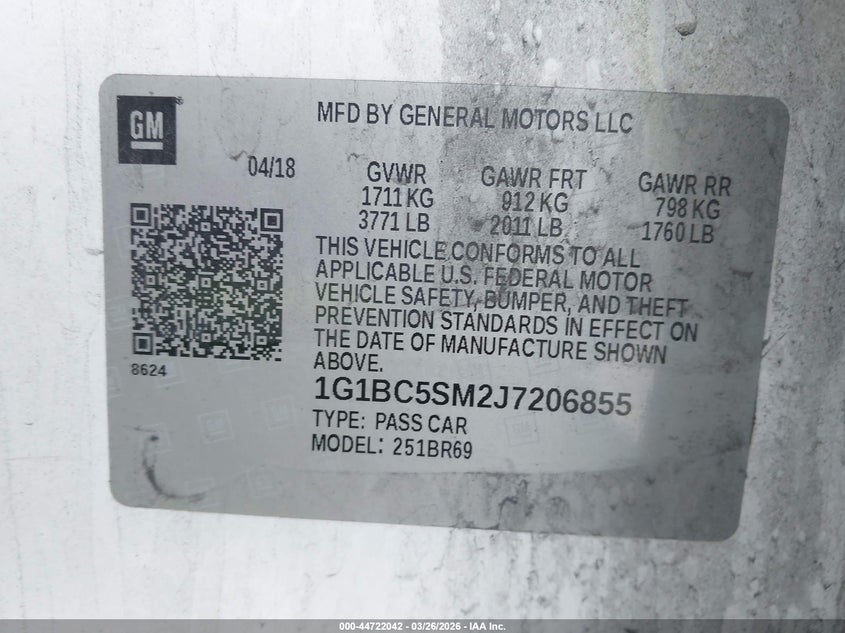 GM
MFD BY GENERAL MOTORS LLC
04/18
GVWR
1711 KG
3771 LB
GAWR FRT
912 KG
2011 LB
GAWR RR
798 KG
1760 LB
THIS VEHICLE CONFORMS TO ALL
APPLICABLE U.S. FEDERAL MOTOR
VEHICLE SAFETY, BUMPER, AND THEFT
PREVENTION STANDARDS IN EFFECT ON
THE DATE OF MANUFACTURE SHOWN
ABOVE.
8624
1G1BC5SM2J7206855
TYPE: PASS CAR
MODEL: 251BR69
000-44722042 - 03/26/2026 - IAA Inc.